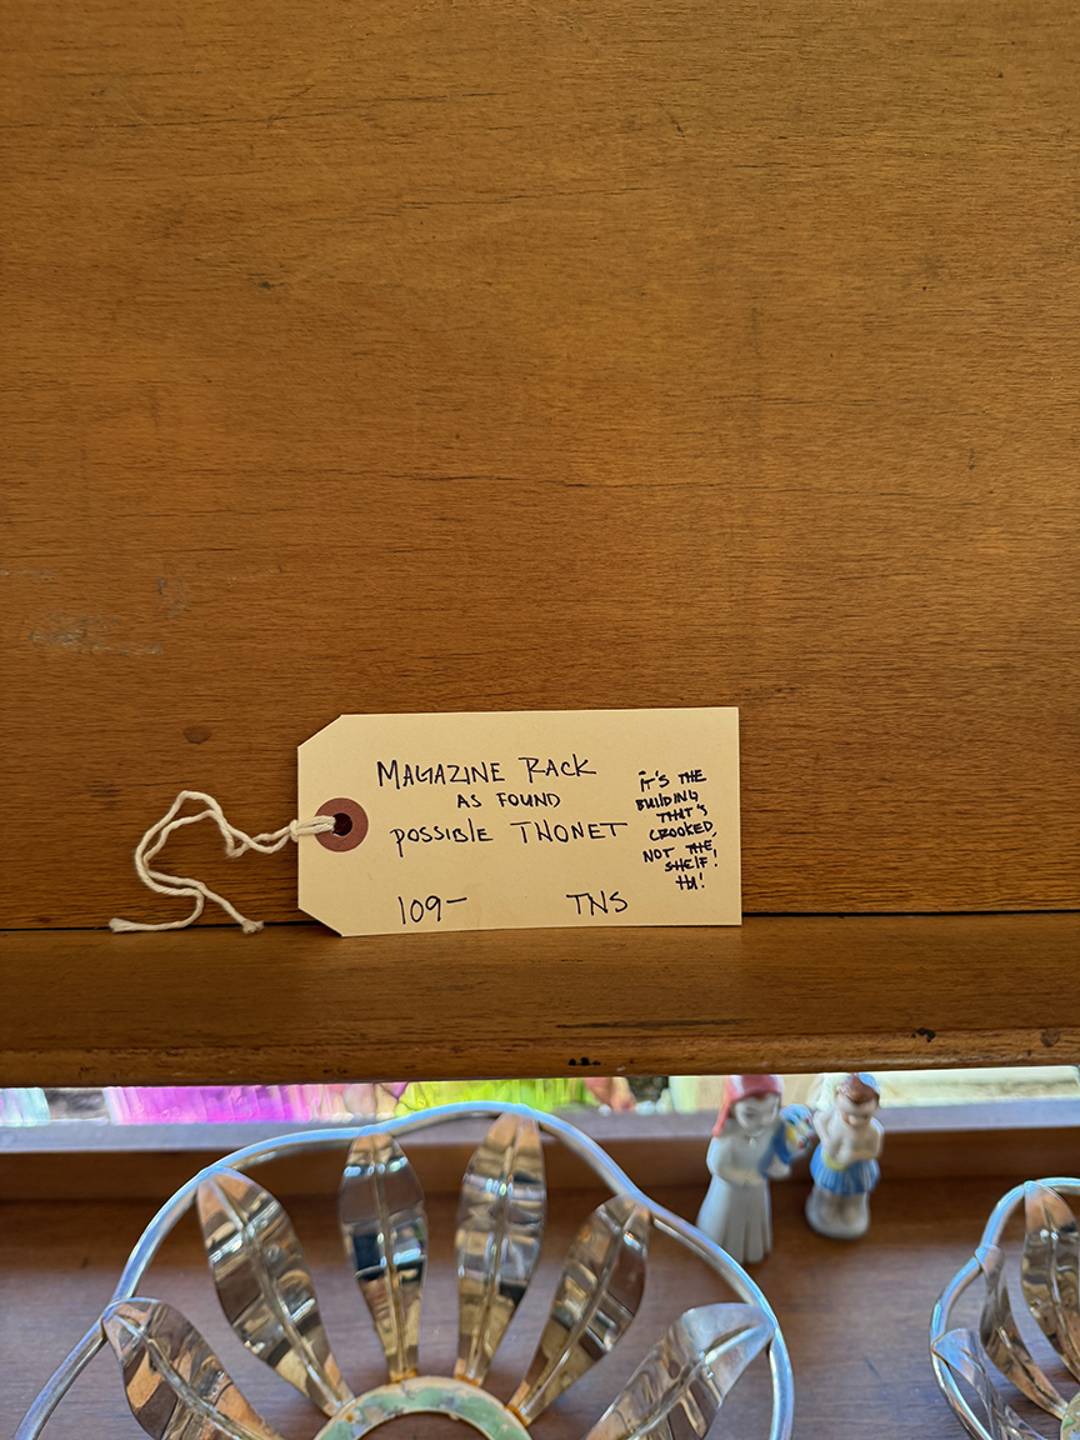 MAGAZINE RACK
AS FOUND
POSSIBLE THONET
109-
TNS
IT'S THE
BUILDING
THAT'S
CROOKED,
NOT THE
SHELF!
HA!